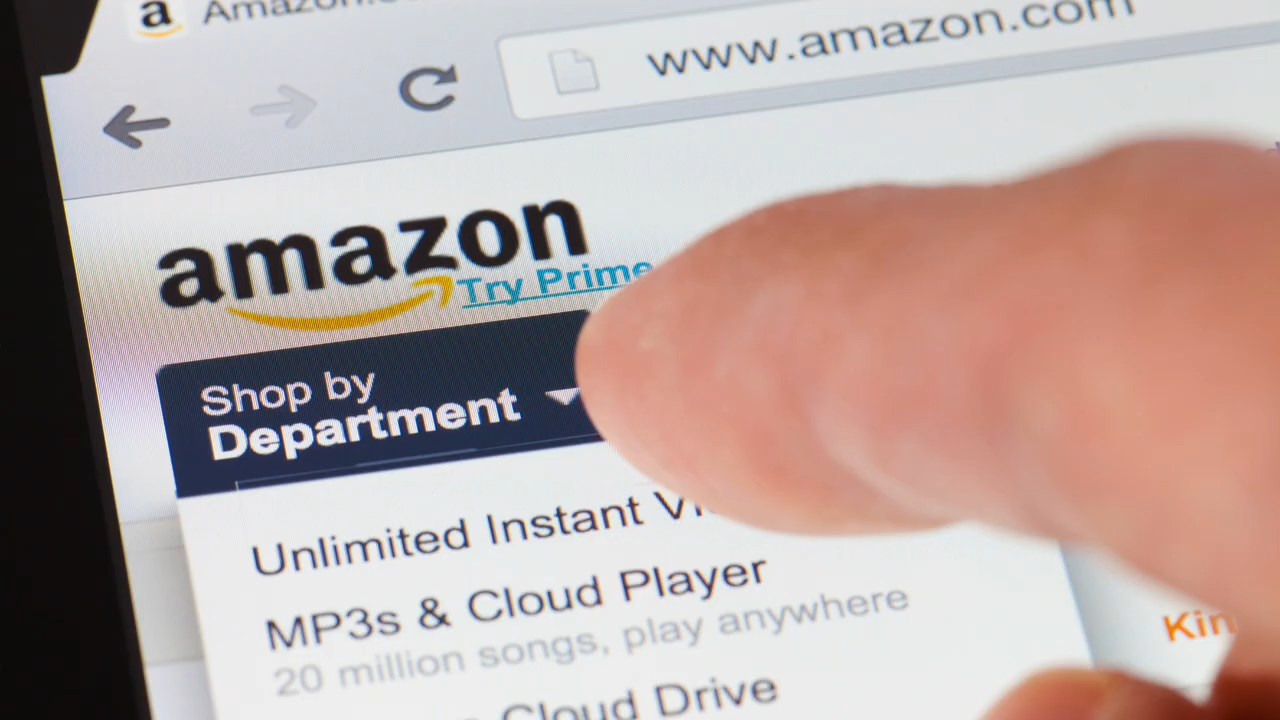 a Amazon.c
www.amazon.com
amazon
Try Prime
Shop by
Department
Unlimited Instant Vi
MP3s & Cloud Player
20 million songs, play anywhere
Cloud Drive
Kin